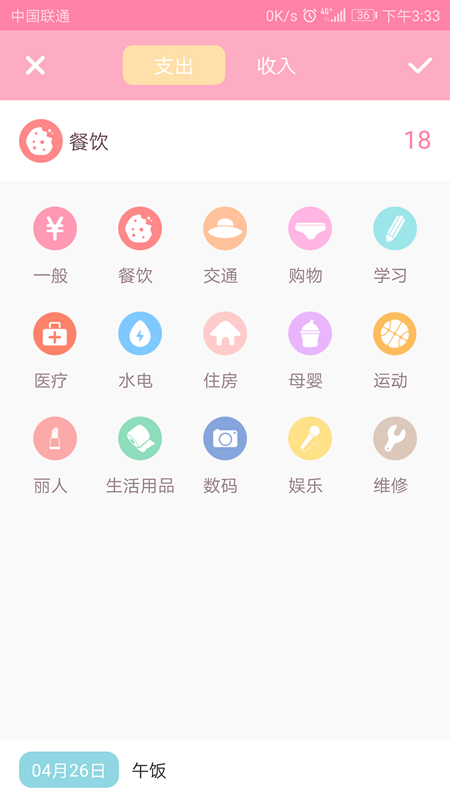 中国联通 0K/s 4G 36 下午3:33
支出 收入
餐饮 18
一般 餐饮 交通 购物 学习
医疗 水电 住房 母婴 运动
丽人 生活用品 数码 娱乐 维修
04月26日 午饭